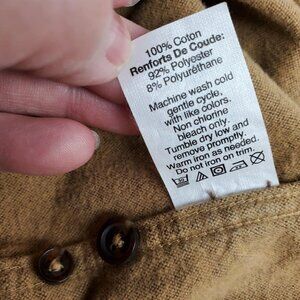 100% Coton
Renforts De Coude:
92% Polyester
8% Polyuréthane
Machine wash cold
gentle cycle,
with like colors.
Non chlorine
bleach only.
Tumble dry low and
remove promptly.
Warm iron as needed.
Do not iron on trim.